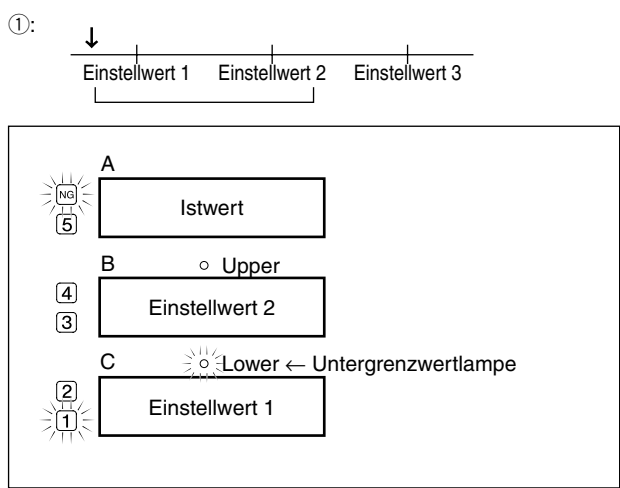 ①:
↓
Einstellwert 1 Einstellwert 2 Einstellwert 3
A
NG
Istwert
5
B ○ Upper
4
Einstellwert 2
3
C ○ Lower ← Untergrenzwertlampe
2
Einstellwert 1
1